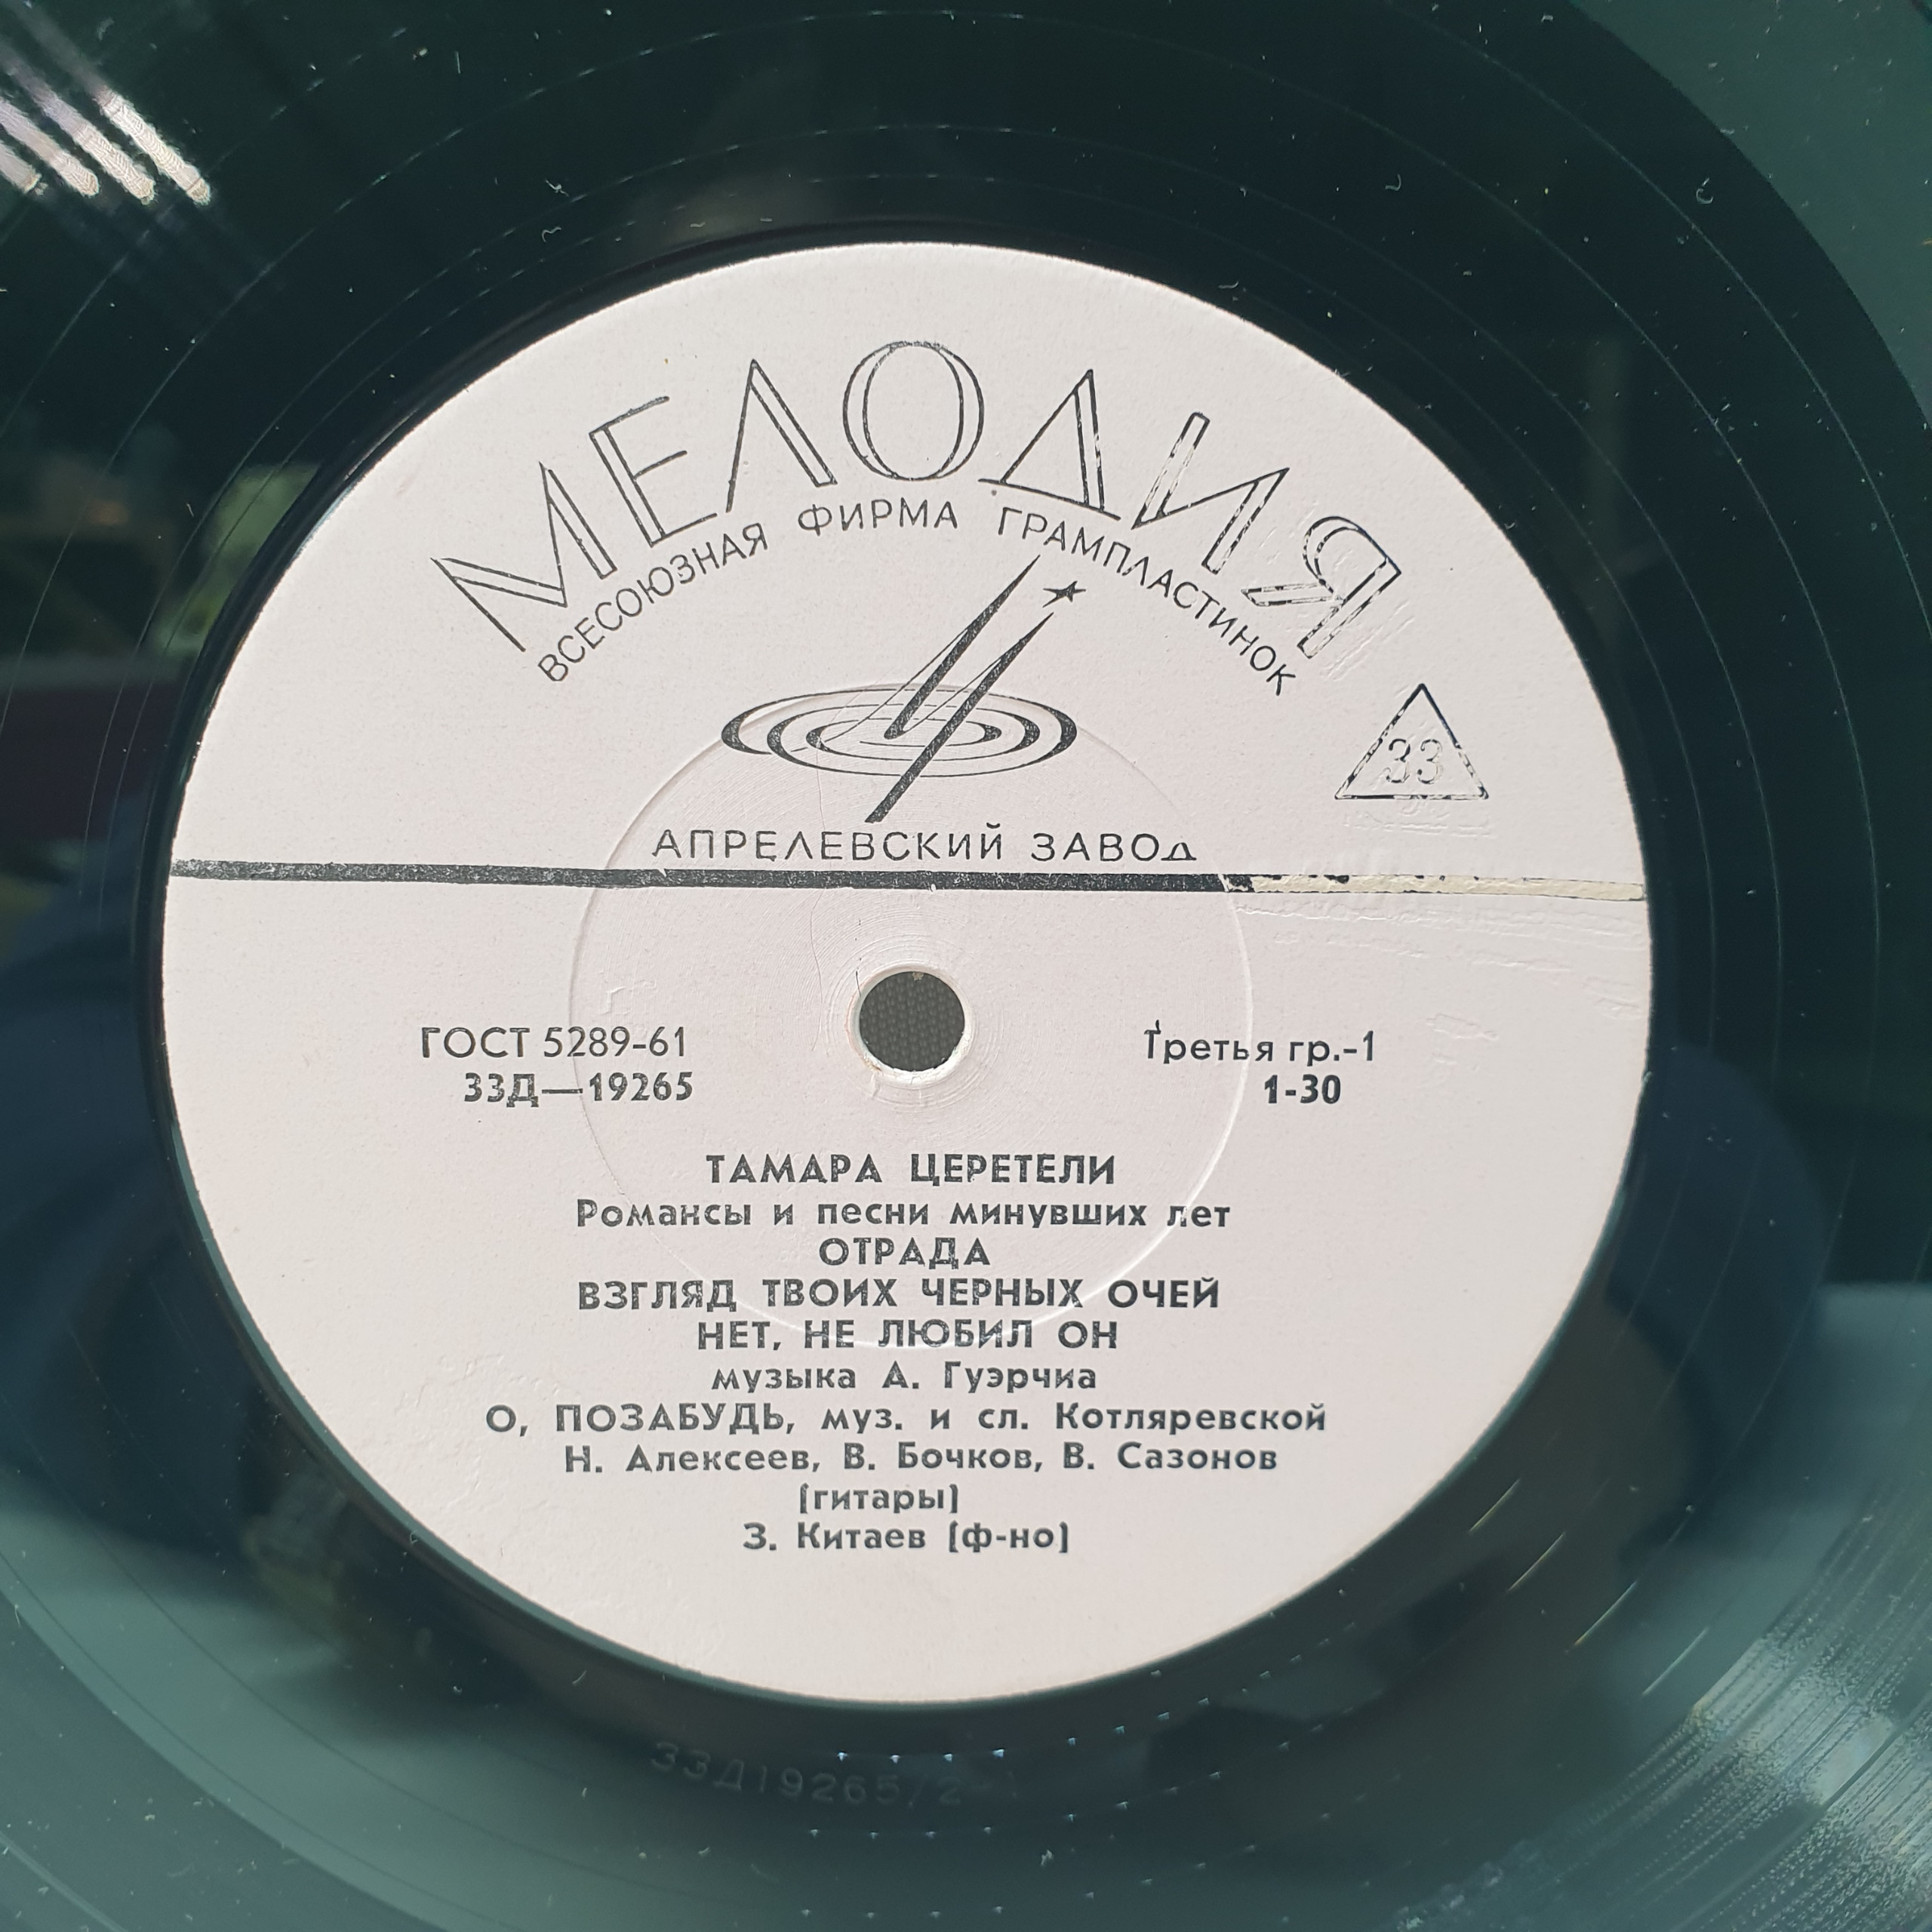 МЕЛОДИЯ
ВСЕСОЮЗНАЯ ФИРМА ГРАМПЛАСТИНОК
33
АПРЕЛЕВСКИЙ ЗАВОД
ГОСТ 5289-61
Третья гр.-1
33Д—19265
1-30
ТАМАРА ЦЕРЕТЕЛИ
Романсы и песни минувших лет
ОТРАДА
ВЗГЛЯД ТВОИХ ЧЕРНЫХ ОЧЕЙ
НЕТ, НЕ ЛЮБИЛ ОН
музыка А. Гуэрчиа
О, ПОЗАБУДЬ, муз. и сл. Котляревской
Н. Алексеев, В. Бочков, В. Сазонов
[гитары]
З. Китаев [ф-но]
33Д19265/2